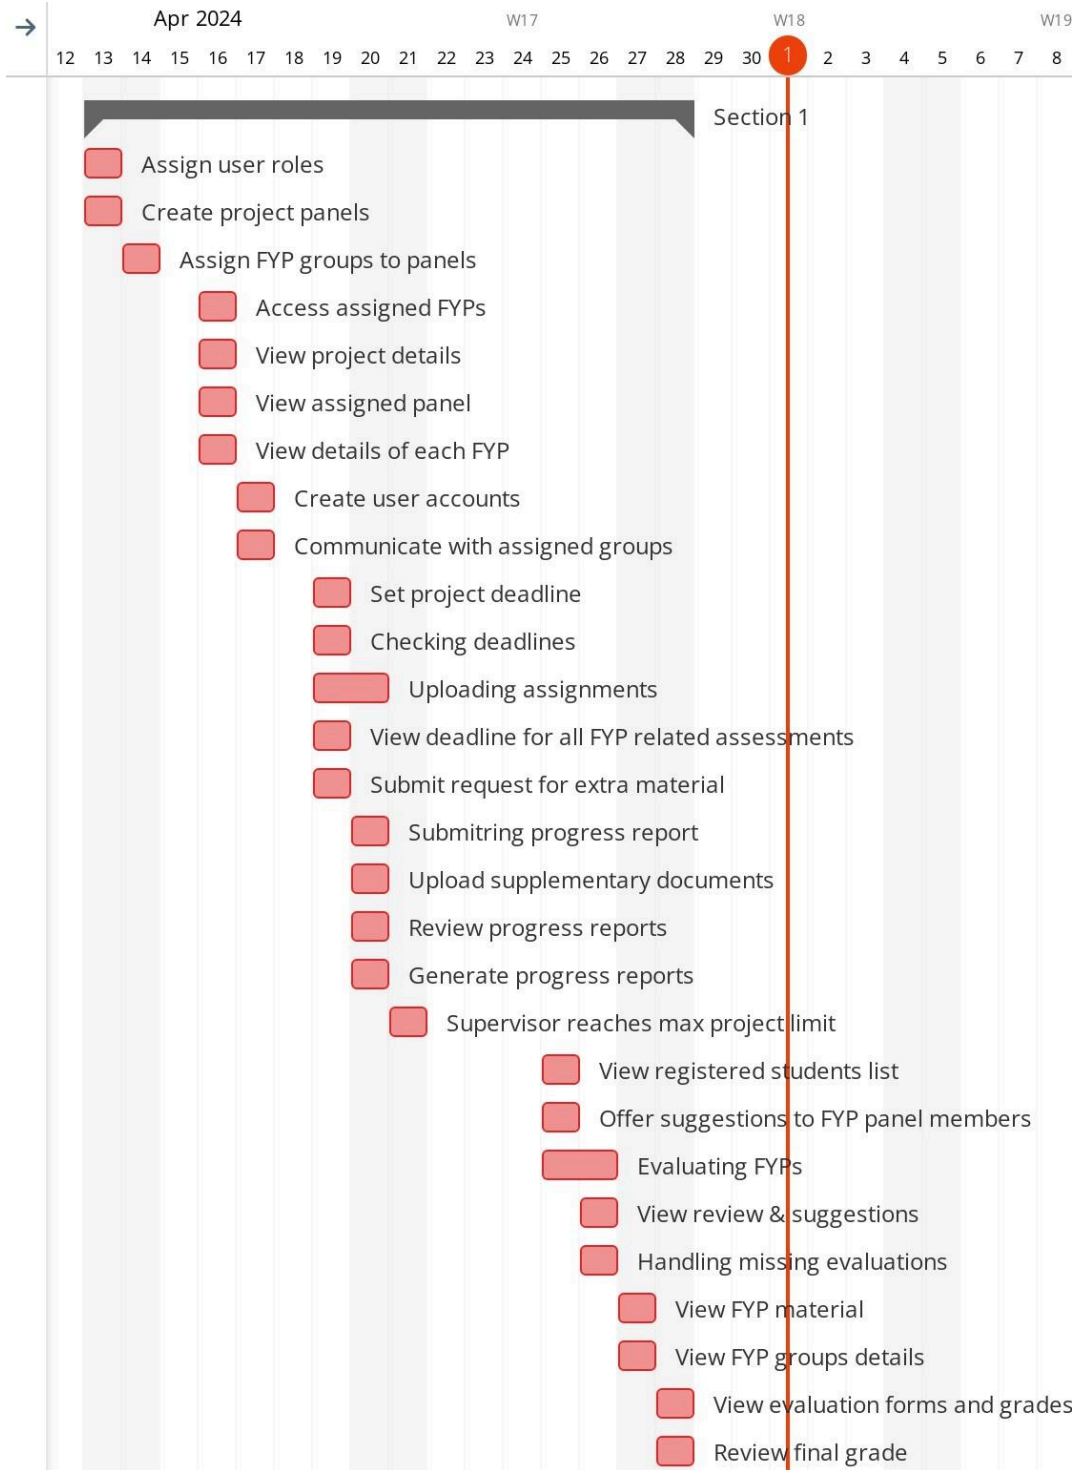 Apr 2024 W17 W18 W19
12 13 14 15 16 17 18 19 20 21 22 23 24 25 26 27 28 29 30 1 2 3 4 5 6 7 8
Section 1
Assign user roles
Create project panels
Assign FYP groups to panels
Access assigned FYPs
View project details
View assigned panel
View details of each FYP
Create user accounts
Communicate with assigned groups
Set project deadline
Checking deadlines
Uploading assignments
View deadline for all FYP related assessments
Submit request for extra material
Submitring progress report
Upload supplementary documents
Review progress reports
Generate progress reports
Supervisor reaches max project limit
View registered students list
Offer suggestions to FYP panel members
Evaluating FYPs
View review & suggestions
Handling missing evaluations
View FYP material
View FYP groups details
View evaluation forms and grades
Review final grade